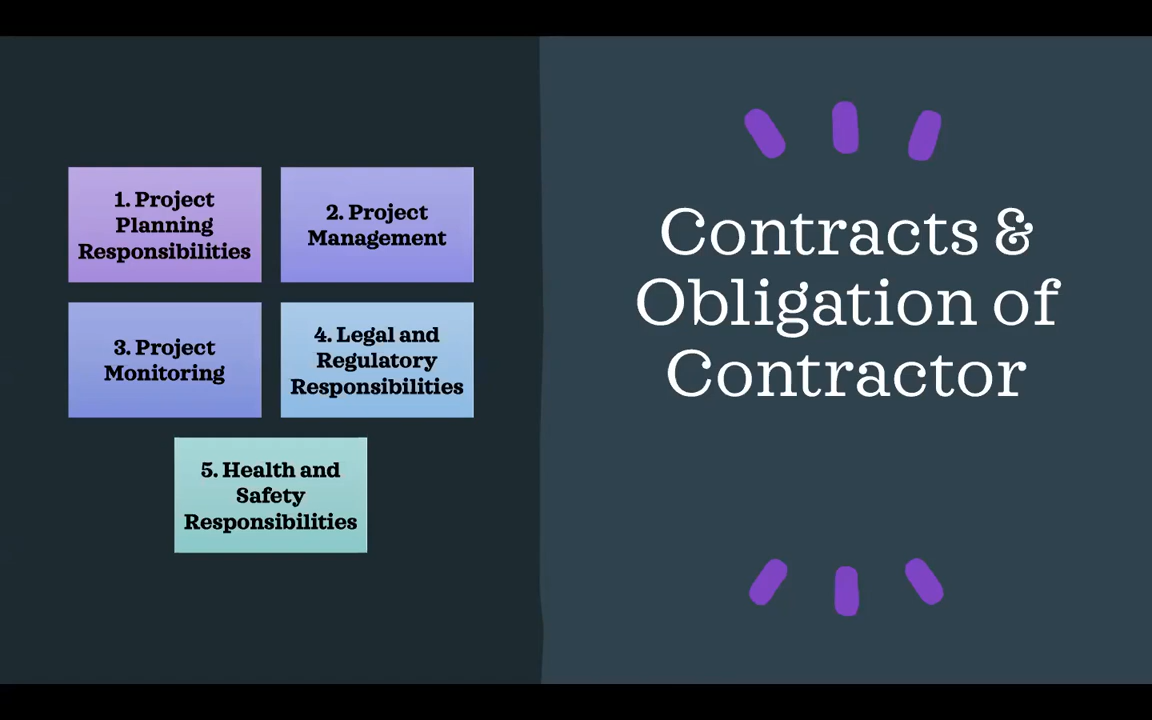 1. Project
Planning
Responsibilities
2. Project
Management
3. Project
Monitoring
4. Legal and
Regulatory
Responsibilities
5. Health and
Safety
Responsibilities
Contracts &
Obligation of
Contractor